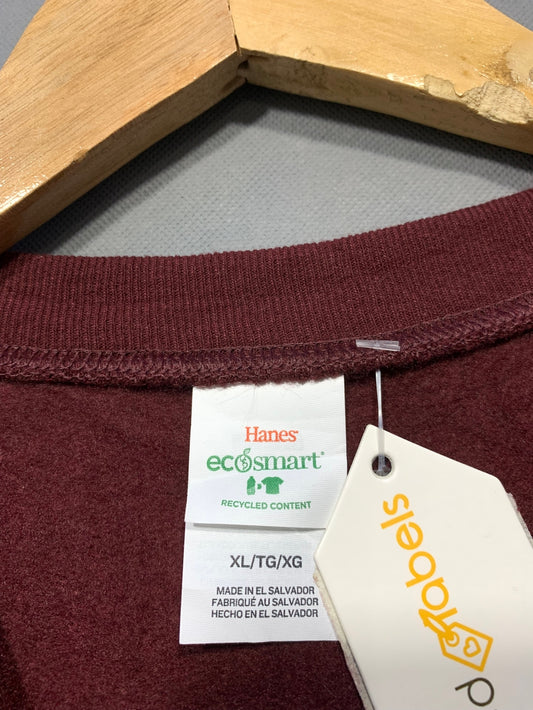 Hanes
ecosmart®
RECYCLED CONTENT
XL/TG/XG
MADE IN EL SALVADOR
FABRIQUÉ AU SALVADOR
HECHO EN EL SALVADOR
labels